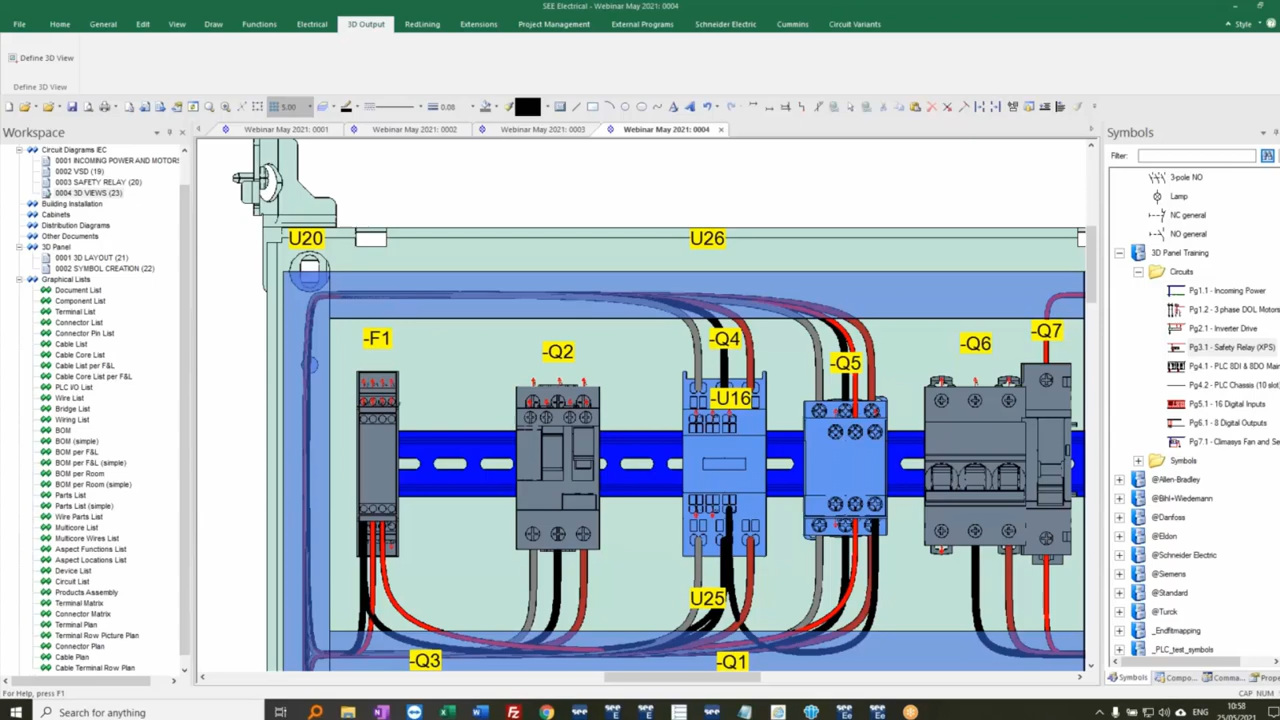 SEE Electrical - Webinar May 2021: 0004
File Home General Edit View Draw Functions Electrical 3D Output RedLining Extensions Project Management External Programs Schneider Electric Cummins Circuit Variants Style
Define 3D View
Define 3D View
5.00 0.08
Workspace
Webinar May 2021: 0001 Webinar May 2021: 0002 Webinar May 2021: 0003 Webinar May 2021: 0004
Circuit Diagrams IEC
0001 INCOMING POWER AND MOTORS
0002 VSD (19)
0003 SAFETY RELAY (20)
0004 3D VIEWS (23)
Building Installation
Cabinets
Distribution Diagrams
Other Documents
3D Panel
0001 3D LAYOUT (21)
0002 SYMBOL CREATION (22)
Graphical Lists
Document List
Component List
Terminal List
Connector List
Connector Pin List
Cable List
Cable Core List
Cable List per F&L
Cable Core List per F&L
PLC I/O List
Wire List
Bridge List
Wiring List
BOM
BOM (simple)
BOM per F&L
BOM per F&L (simple)
BOM per Room
BOM per Room (simple)
Parts List
Parts List (simple)
Wire Parts List
Multicore List
Multicore Wires List
Aspect Functions List
Aspect Locations List
Device List
Circuit List
Products Assembly
Terminal Matrix
Connector Matrix
Terminal Plan
Terminal Row Picture Plan
Connector Plan
Cable Plan
Cable Terminal Row Plan
U20 U26
-F1 -Q2 -Q4 -Q5 -Q6 -Q7
-U16
U25
-Q3 -Q1
Symbols
Filter:
3-pole NO
Lamp
NC general
NO general
3D Panel Training
Circuits
Pg1.1 - Incoming Power
Pg1.2 - 3 phase DOL Motors
Pg2.1 - Inverter Drive
Pg3.1 - Safety Relay (XPS)
Pg4.1 - PLC 8DI & 8DO Main
Pg4.2 - PLC Chassis (10 slot)
Pg5.1 - 16 Digital Inputs
Pg6.1 - 8 Digital Outputs
Pg7.1 - Climasys Fan and Se
Symbols
@Allen-Bradley
@Bihl+Wiedemann
@Danfoss
@Eldon
@Schneider Electric
@Siemens
@Standard
@Turck
_Endfitmapping
_PLC_test_symbols
Symbols Compo... Comma... Prope
For Help, press F1
CAP NUM
Search for anything
ENG
10:58
25/05/2021